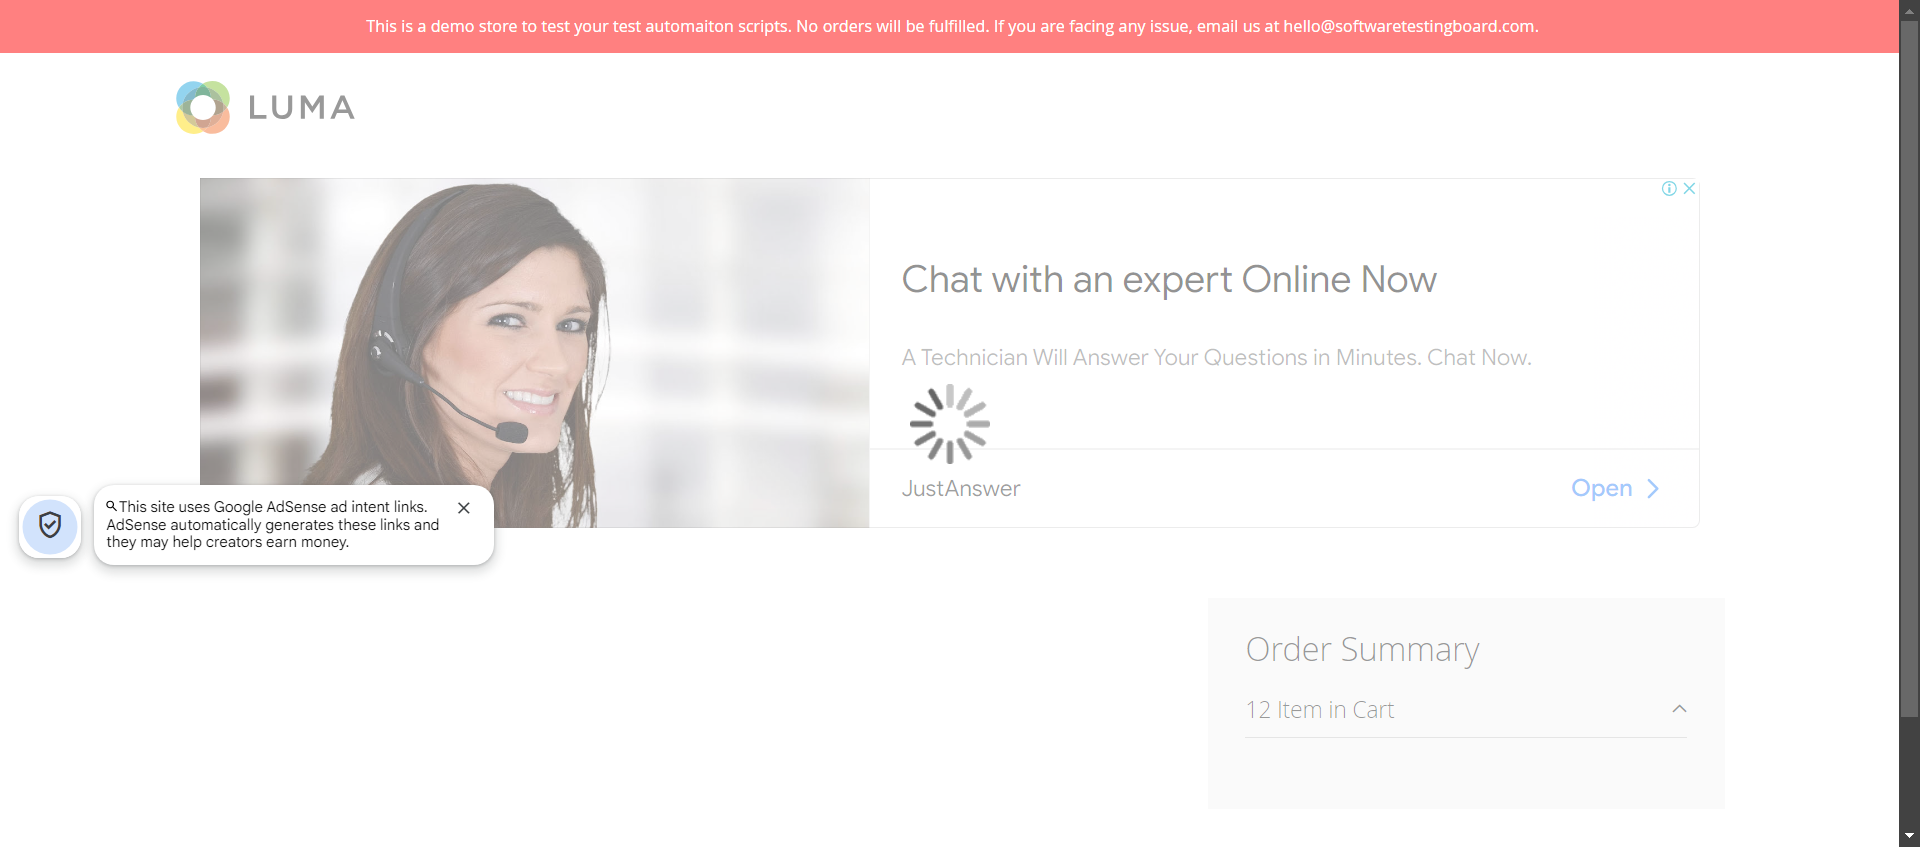 This is a demo store to test your test automaiton scripts. No orders will be fulfilled. If you are facing any issue, email us at hello@softwaretestingboard.com.
LUMA
Chat with an expert Online Now
A Technician Will Answer Your Questions in Minutes. Chat Now.
JustAnswer
Open
This site uses Google AdSense ad intent links.
AdSense automatically generates these links and
they may help creators earn money.
Order Summary
12 Item in Cart